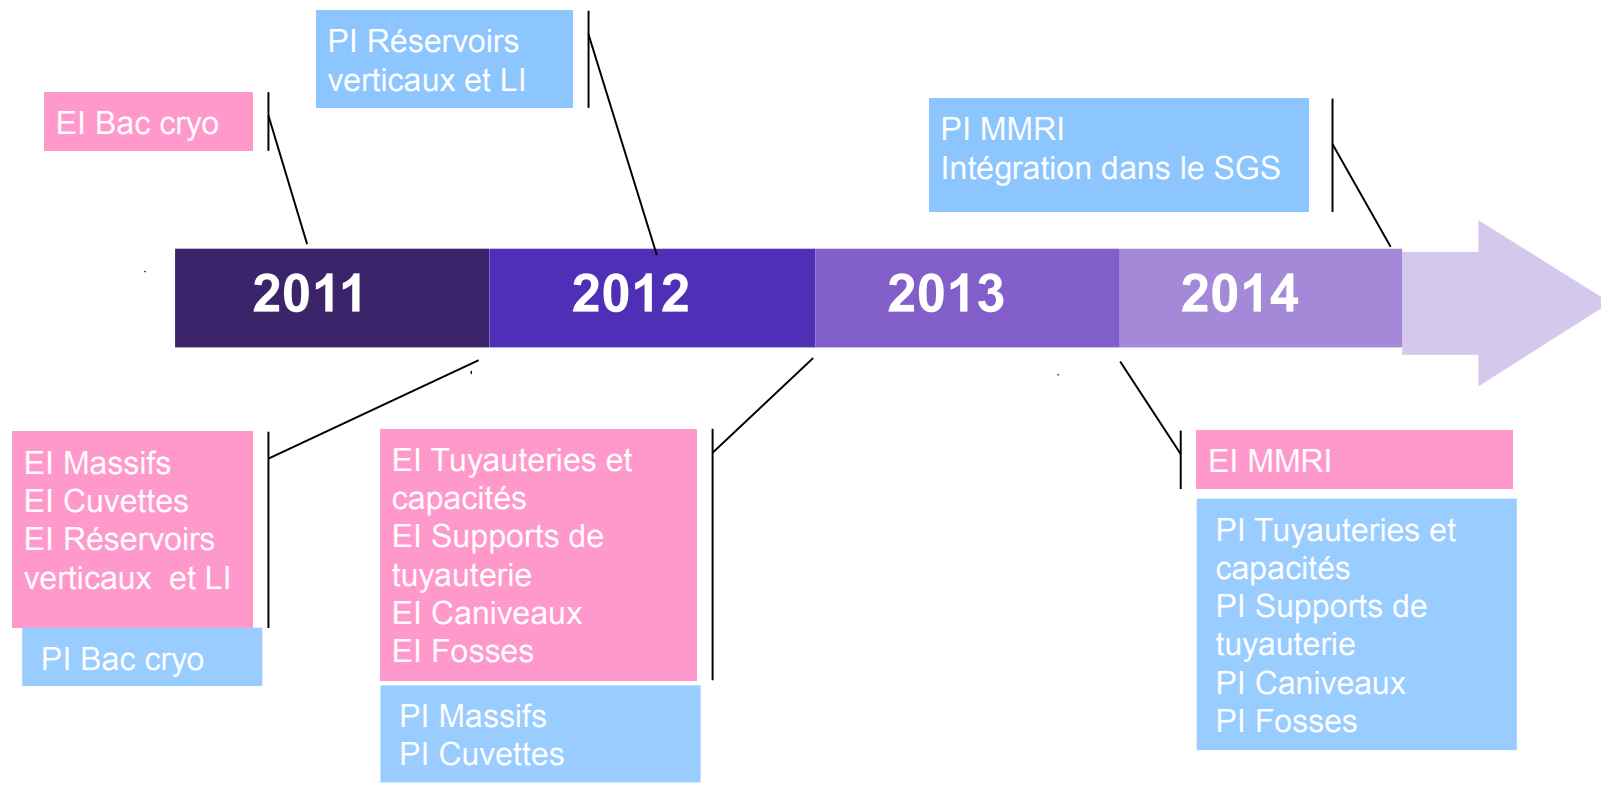 PI Réservoirs
verticaux et LI
EI Bac cryo
PI MMRI
Intégration dans le SGS
2011
2012
2013
2014
EI Massifs
EI Cuvettes
EI Réservoirs
verticaux et LI
PI Bac cryo
EI Tuyauteries et
capacités
EI Supports de
tuyauterie
EI Caniveaux
EI Fosses
PI Massifs
PI Cuvettes
EI MMRI
PI Tuyauteries et
capacités
PI Supports de
tuyauterie
PI Caniveaux
PI Fosses